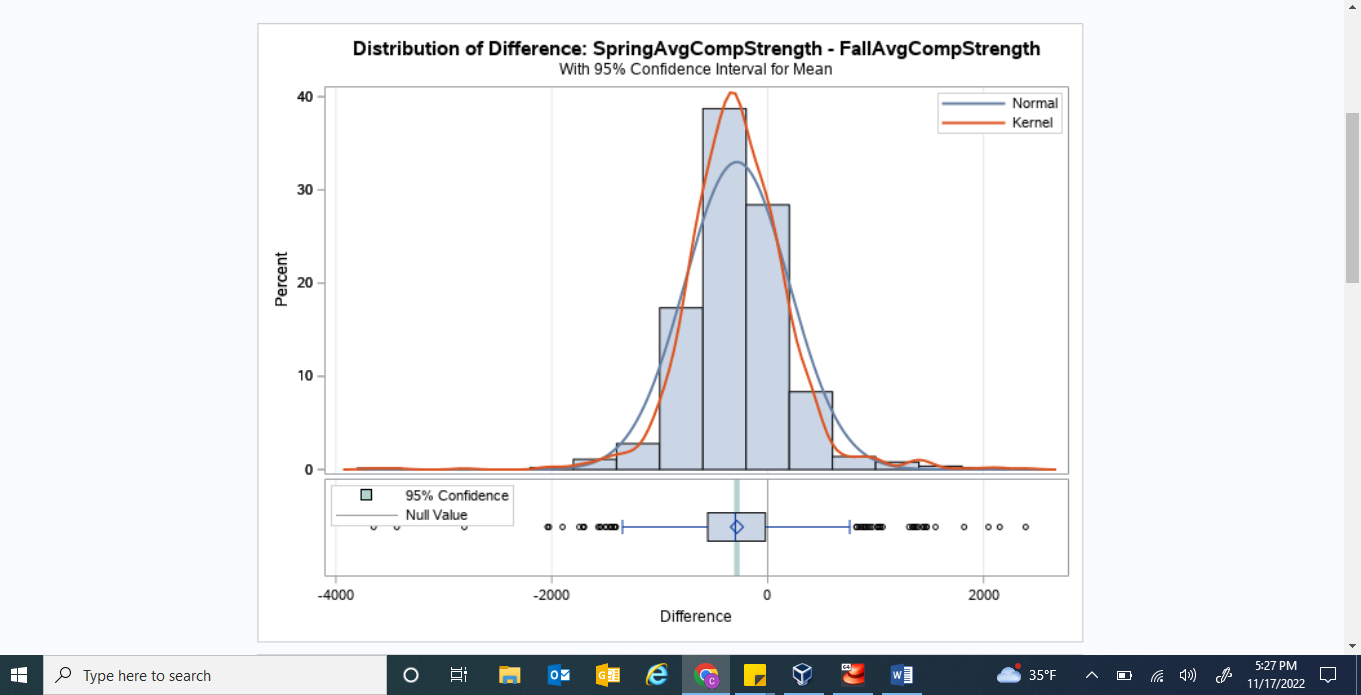 Distribution of Difference: SpringAvgCompStrength - FallAvgCompStrength
With 95% Confidence Interval for Mean
40
30
20
10
0
Percent
Normal
Kernel
95% Confidence
Null Value
-4000 -2000 0 2000
Difference
Type here to search
35°F
5:27 PM
11/17/2022